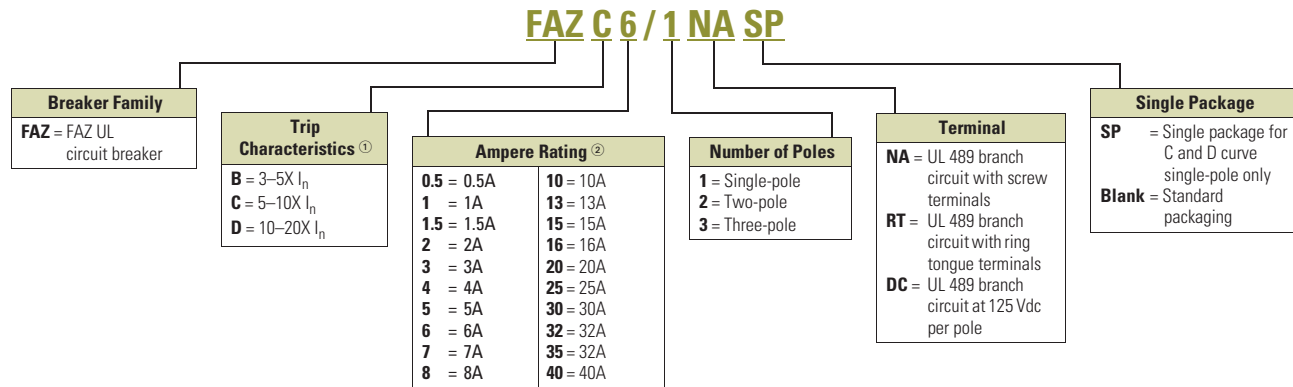 FAZ C 6 / 1 NA SP
Breaker Family
FAZ = FAZ UL
circuit breaker
Trip
Characteristics ①
B = 3–5X In
C = 5–10X In
D = 10–20X In
Ampere Rating ②
0.5 = 0.5A
1 = 1A
1.5 = 1.5A
2 = 2A
3 = 3A
4 = 4A
5 = 5A
6 = 6A
7 = 7A
8 = 8A
10 = 10A
13 = 13A
15 = 15A
16 = 16A
20 = 20A
25 = 25A
30 = 30A
32 = 32A
35 = 32A
40 = 40A
Number of Poles
1 = Single-pole
2 = Two-pole
3 = Three-pole
Terminal
NA = UL 489 branch
circuit with screw
terminals
RT = UL 489 branch
circuit with ring
tongue terminals
DC = UL 489 branch
circuit at 125 Vdc
per pole
Single Package
SP = Single package for
C and D curve
single-pole only
Blank = Standard
packaging